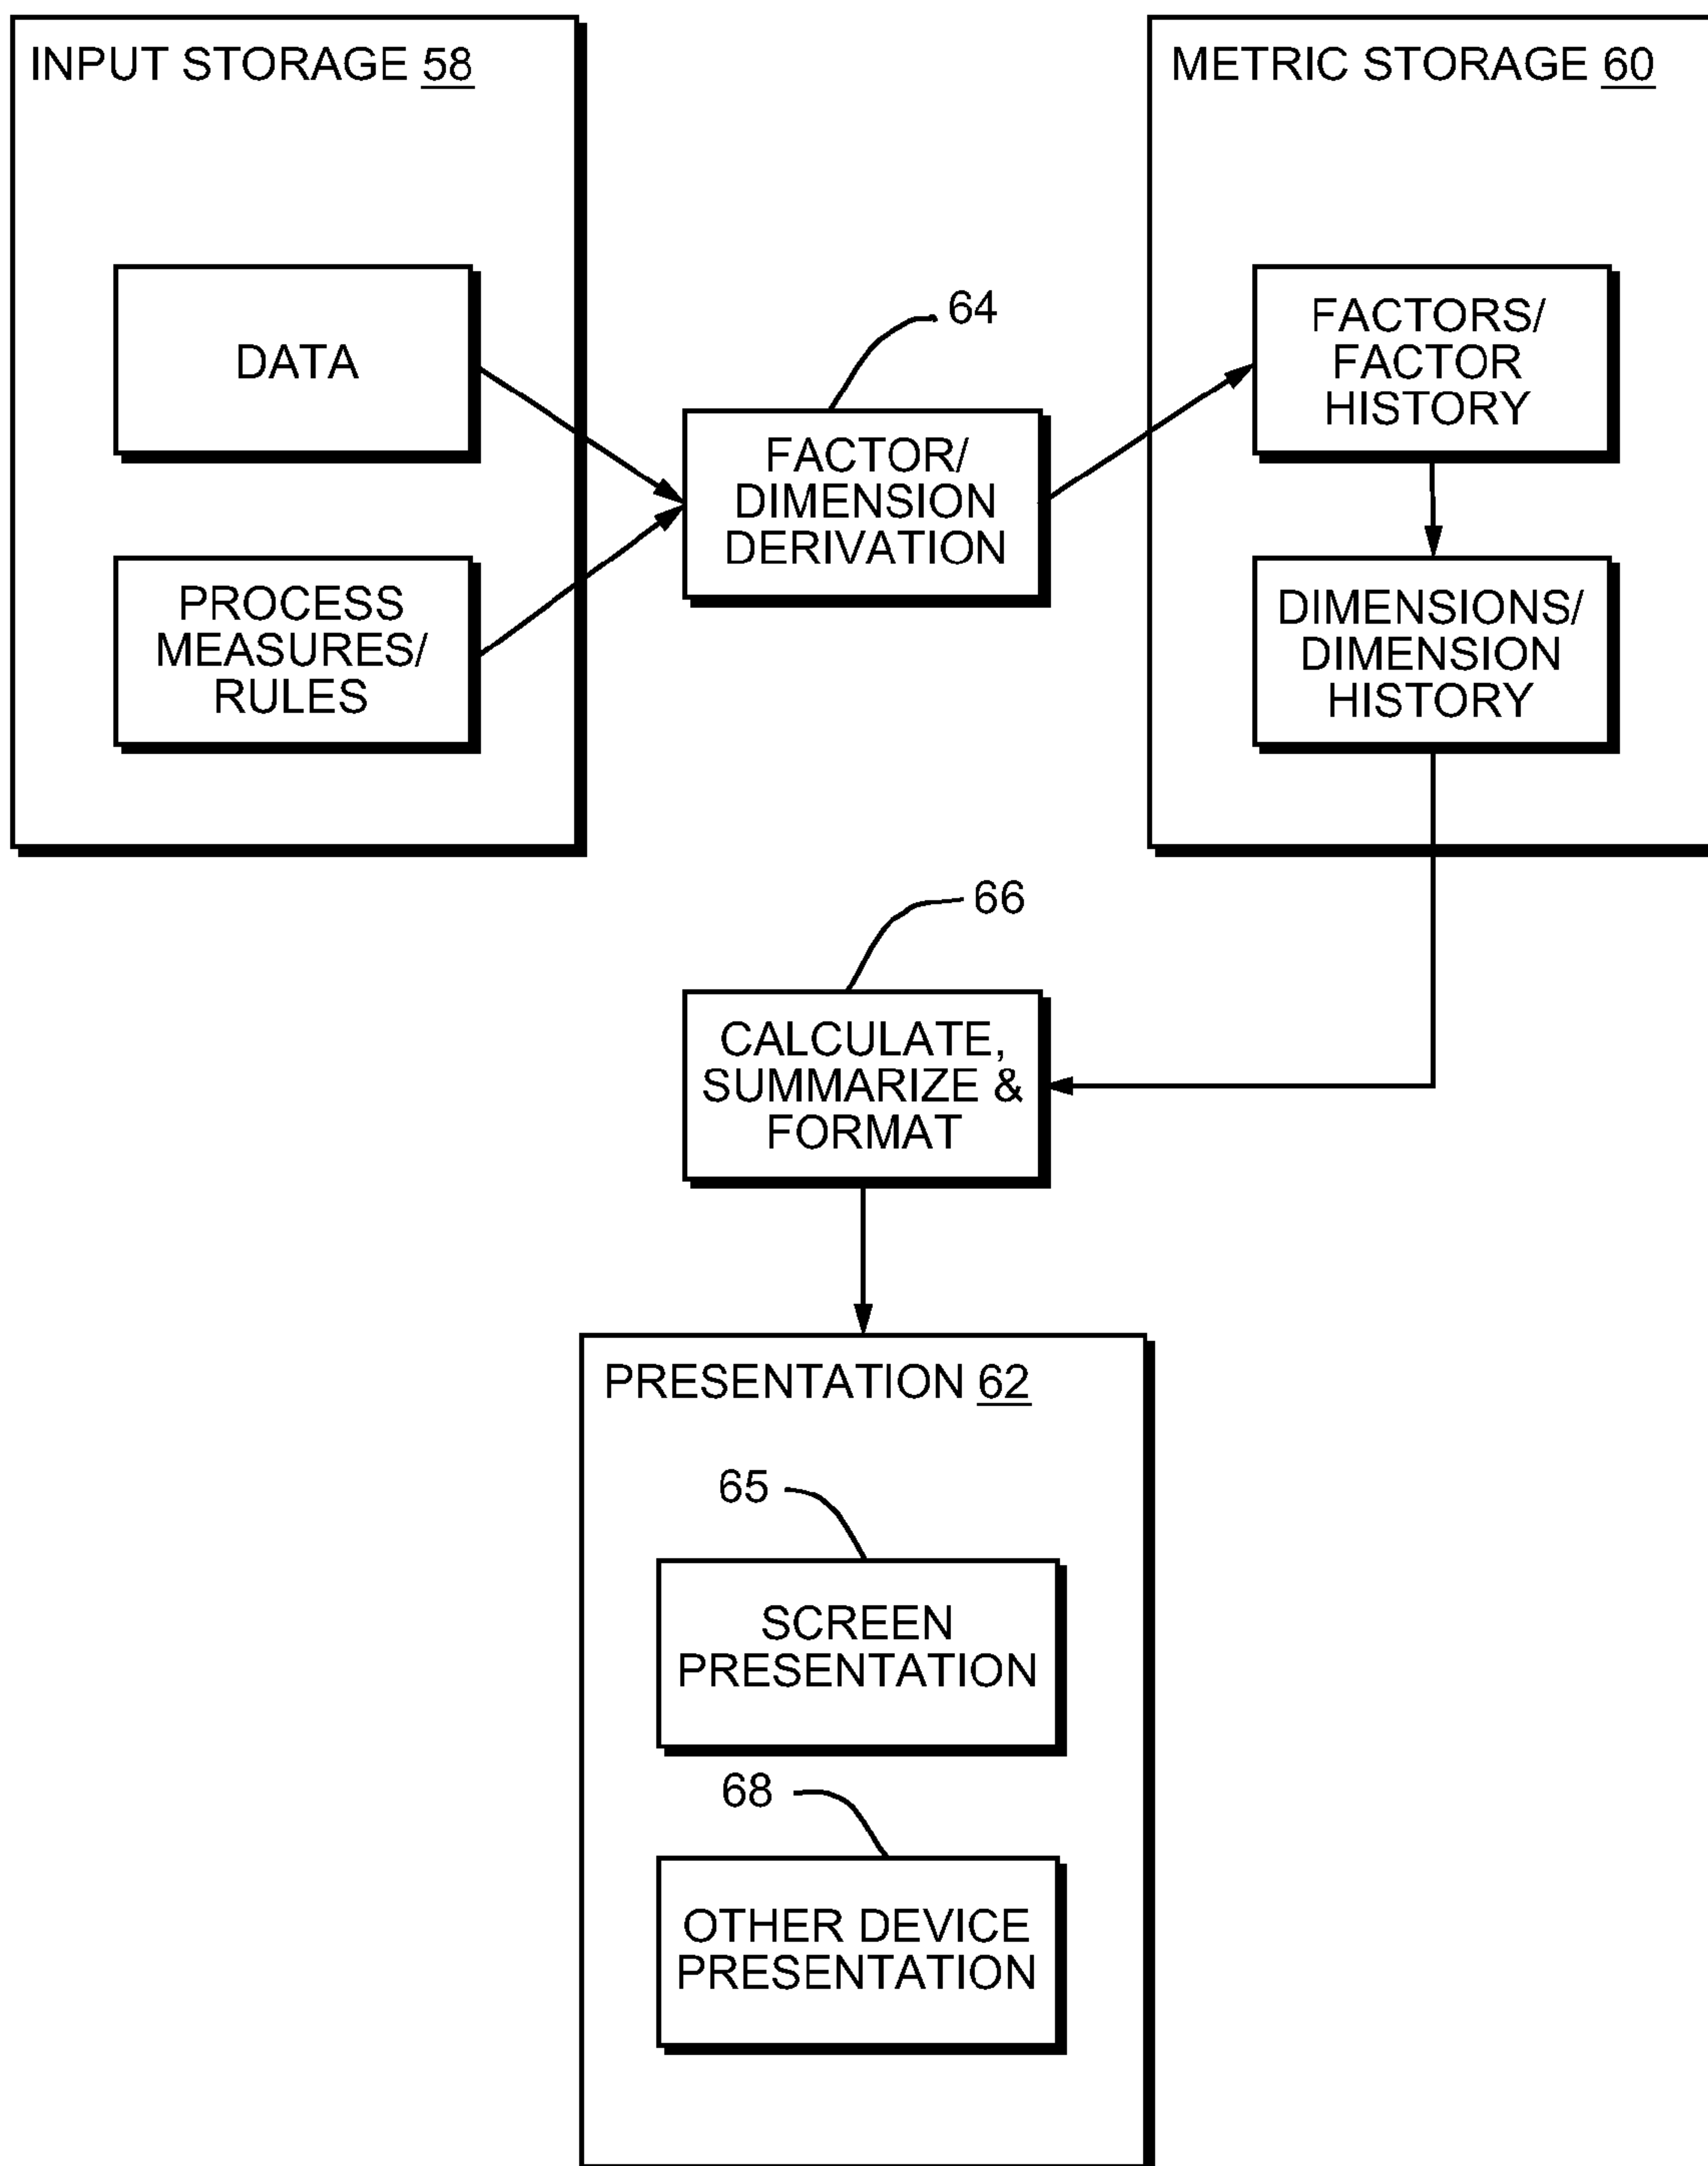 INPUT STORAGE 58
METRIC STORAGE 60
DATA
PROCESS
MEASURES/
RULES
64
FACTOR/
DIMENSION
DERIVATION
FACTORS/
FACTOR
HISTORY
DIMENSIONS/
DIMENSION
HISTORY
66
CALCULATE,
SUMMARIZE &
FORMAT
PRESENTATION 62
65
SCREEN
PRESENTATION
68
OTHER DEVICE
PRESENTATION